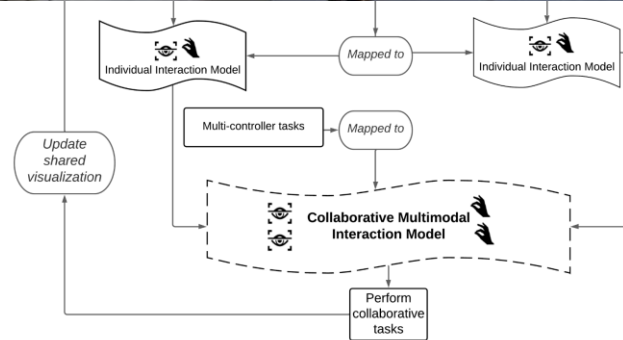 Individual Interaction Model
Mapped to
Individual Interaction Model
Multi-controller tasks
Mapped to
Update
shared
visualization
Collaborative Multimodal
Interaction Model
Perform
collaborative
tasks